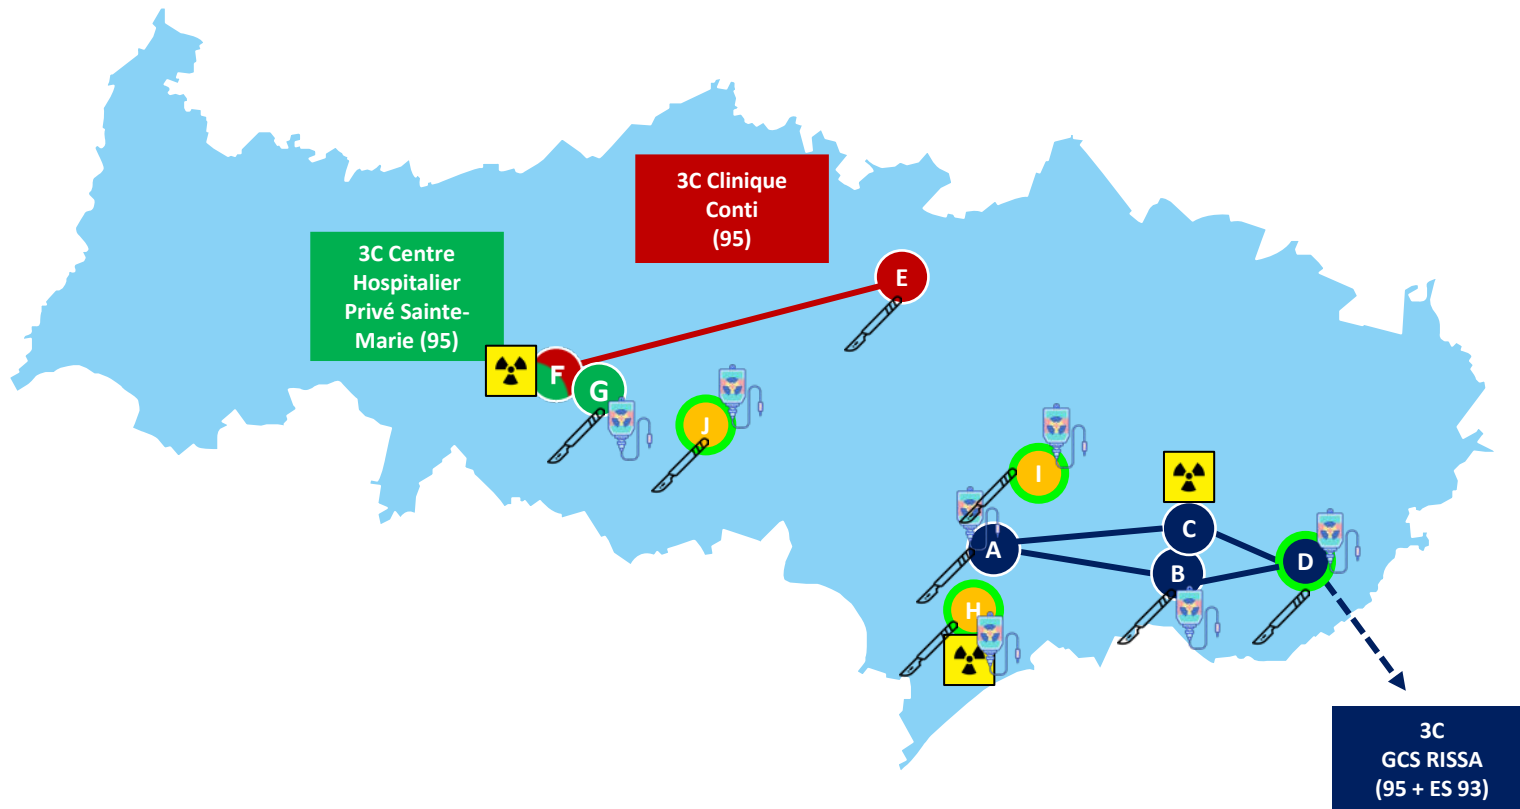 3C Clinique
Conti
(95)
3C Centre
Hospitalier
Privé Sainte-
Marie (95)
E
F
G
J
I
C
A
B
D
H
3C
GCS RISSA
(95 + ES 93)